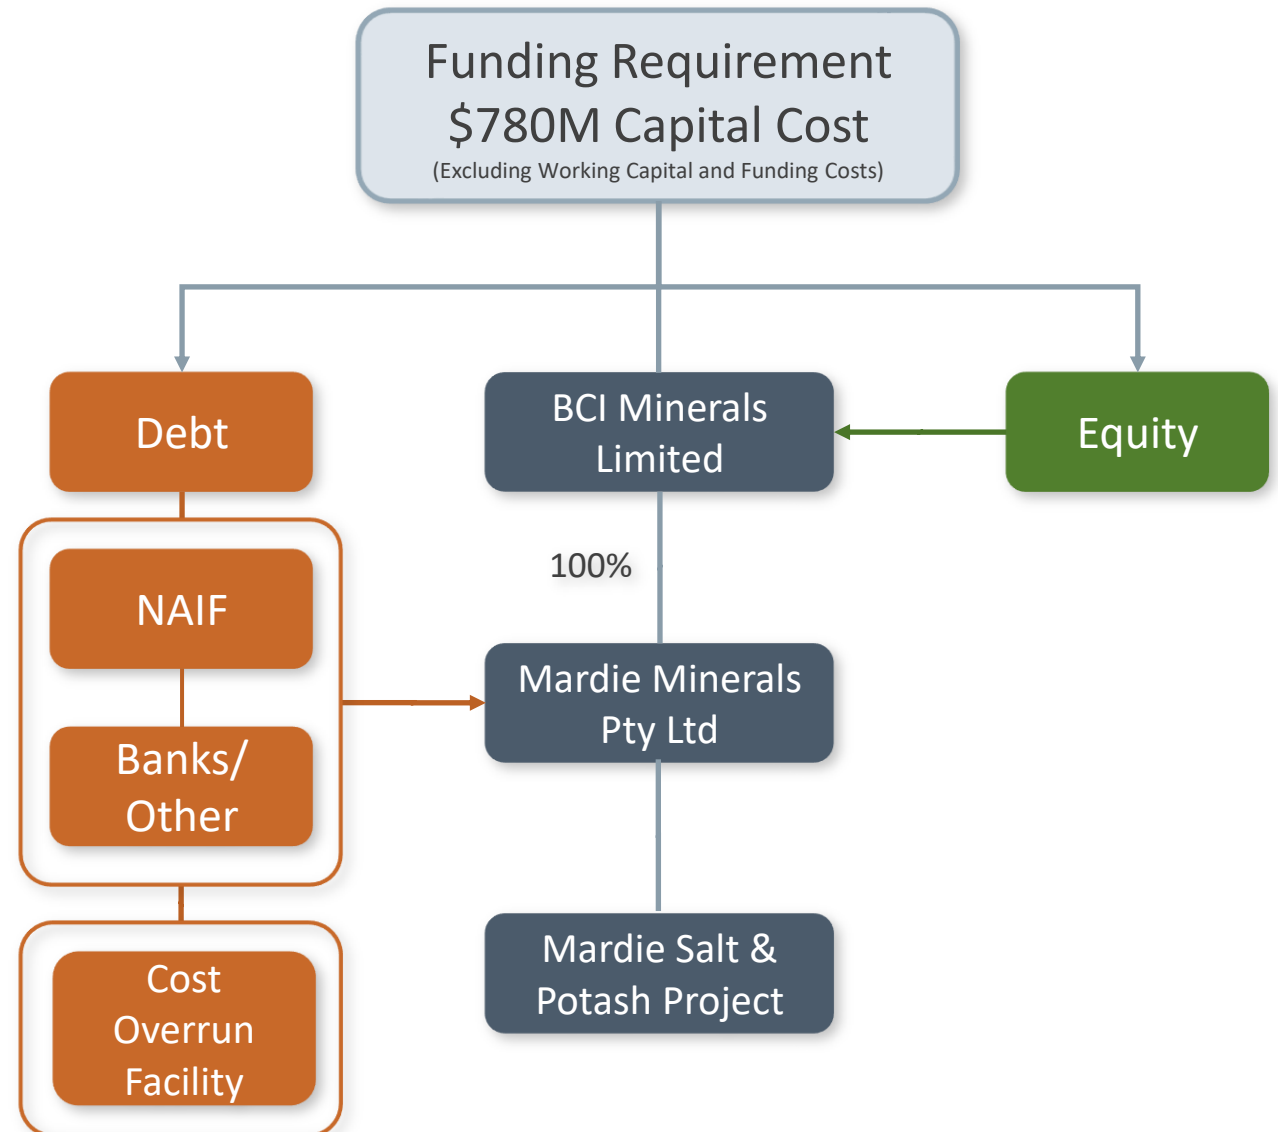 Funding Requirement
$780M Capital Cost
(Excluding Working Capital and Funding Costs)
Debt
BCI Minerals
Limited
Equity
100%
NAIF
Mardie Minerals
Pty Ltd
Banks/
Other
Mardie Salt &
Potash Project
Cost
Overrun
Facility